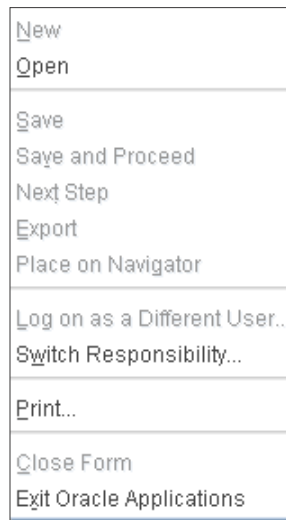 New
Open
Save
Save and Proceed
Next Step
Export
Place on Navigator
Log on as a Different User..
Switch Responsibility...
Print...
Close Form
Exit Oracle Applications